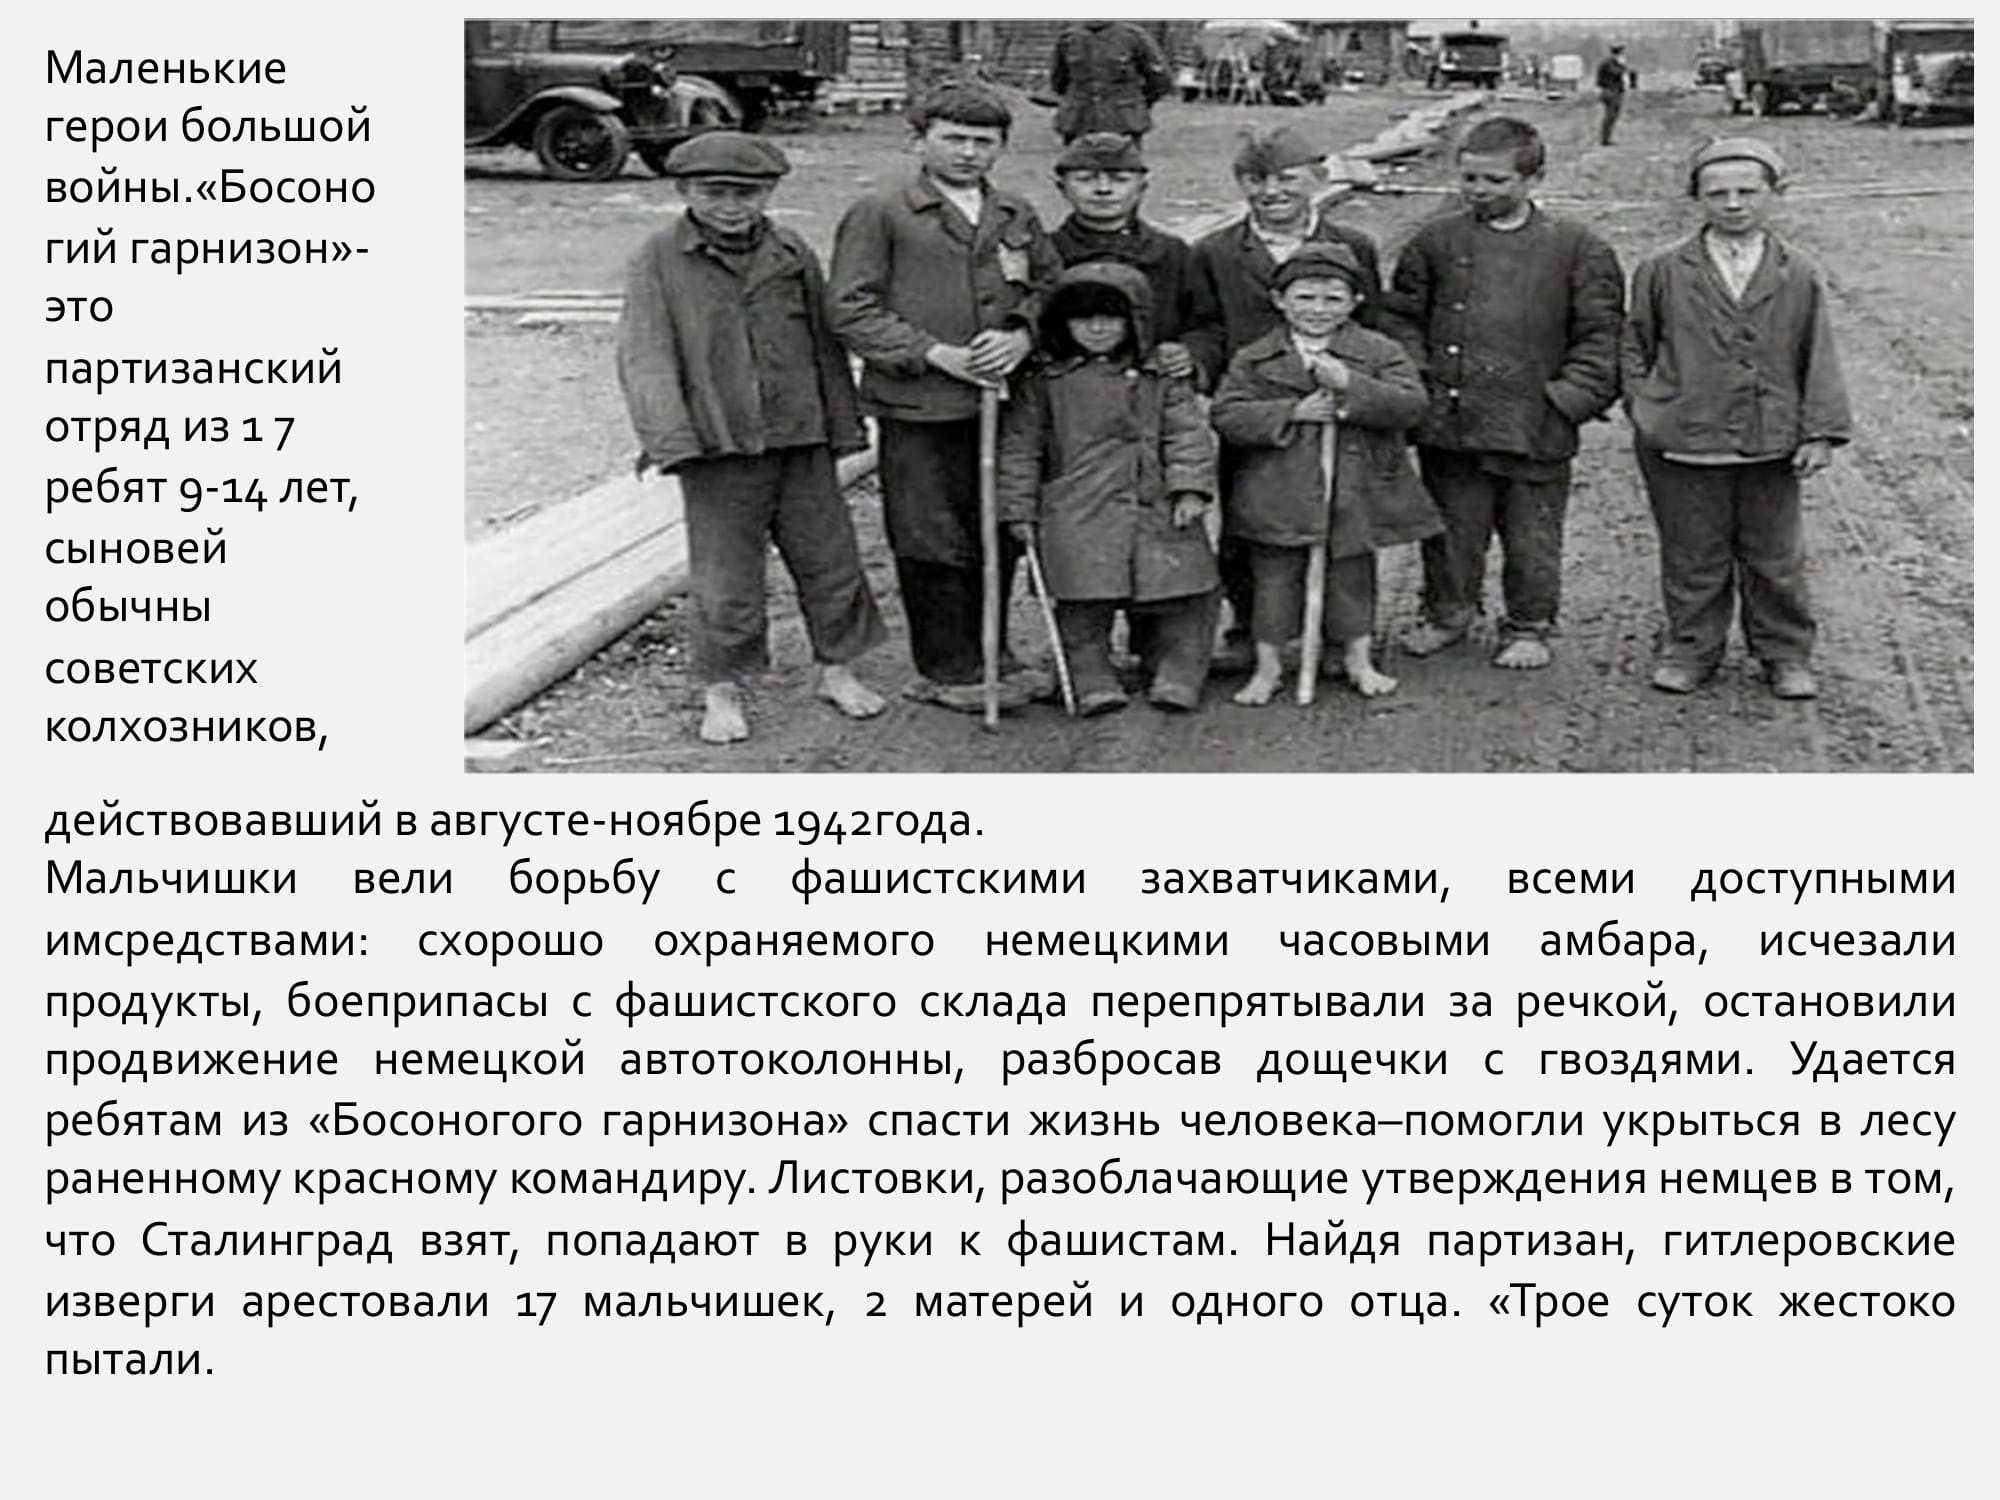 Маленькие
герои большой
войны.«Босоно
гий гарнизон»-
это
партизанский
отряд из 1 7
ребят 9-14 лет,
сыновей
обычны
советских
колхозников,
действовавший в августе-ноябре 1942года.
Мальчишки вели борьбу с фашистскими захватчиками, всеми доступными
имсредствами: схорошо охраняемого немецкими часовыми амбара, исчезали
продукты, боеприпасы с фашистского склада перепрятывали за речкой, остановили
продвижение немецкой автотоколонны, разбросав дощечки с гвоздями. Удается
ребятам из «Босоногого гарнизона» спасти жизнь человека–помогли укрыться в лесу
раненному красному командиру. Листовки, разоблачающие утверждения немцев в том,
что Сталинград взят, попадают в руки к фашистам. Найдя партизан, гитлеровские
изверги арестовали 17 мальчишек, 2 матерей и одного отца. «Трое суток жестоко
пытали.